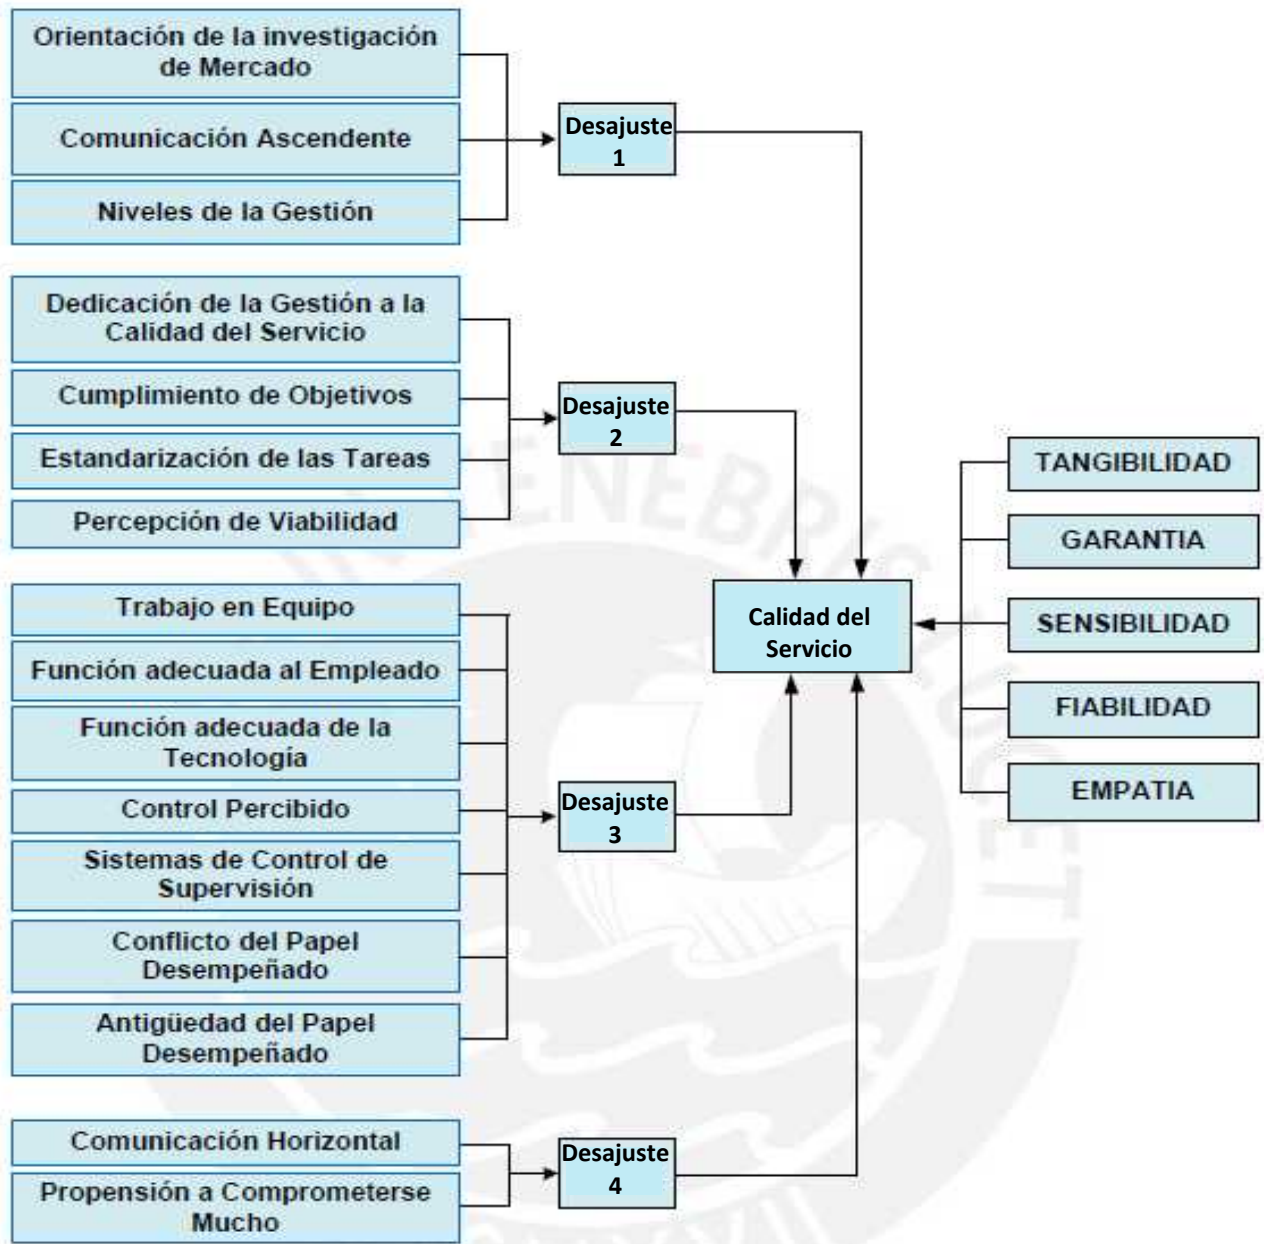 Orientación de la investigación
de Mercado
Comunicación Ascendente
Niveles de la Gestión
Desajuste
1
Dedicación de la Gestión a la
Calidad del Servicio
Cumplimiento de Objetivos
Estandarización de las Tareas
Percepción de Viabilidad
Desajuste
2
Trabajo en Equipo
Función adecuada al Empleado
Función adecuada de la
Tecnología
Control Percibido
Sistemas de Control de
Supervisión
Conflicto del Papel
Desempeñado
Antigüedad del Papel
Desempeñado
Desajuste
3
Comunicación Horizontal
Propensión a Comprometerse
Mucho
Desajuste
4
Calidad del
Servicio
TANGIBILIDAD
GARANTIA
SENSIBILIDAD
FIABILIDAD
EMPATIA
TENEBRIS
LUCET